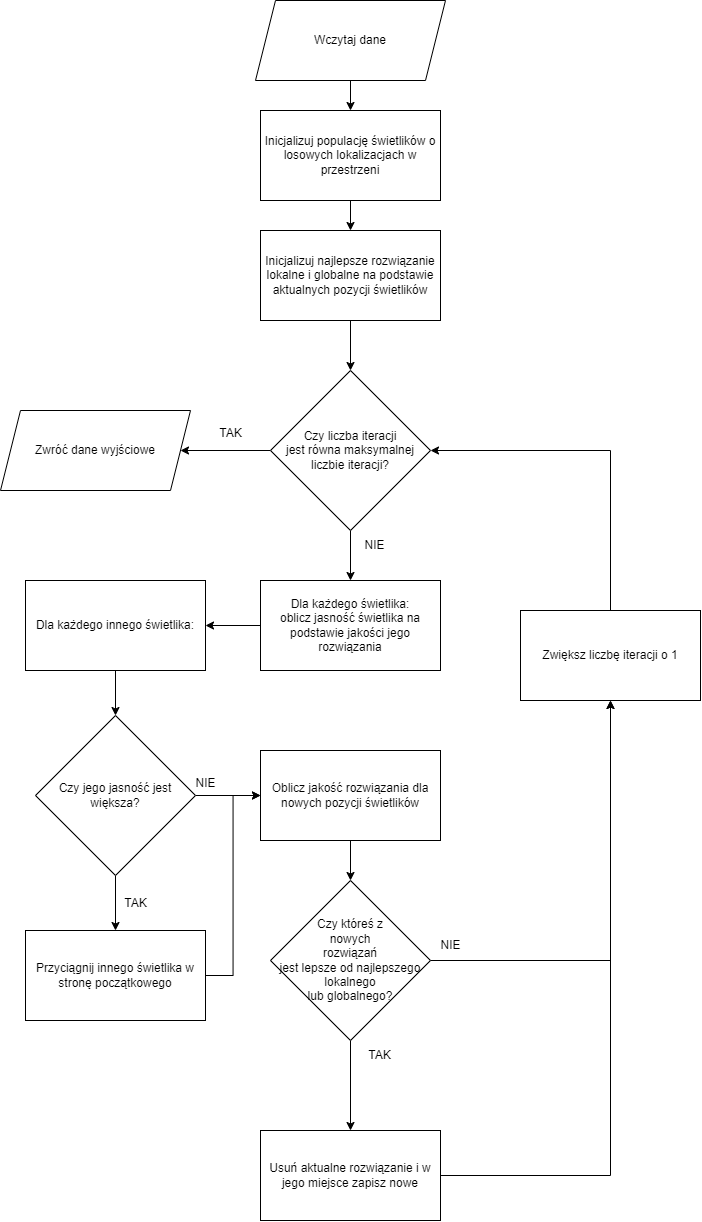 Wczytaj dane
Inicjalizuj populację świetlików o
losowych lokalizacjach w
przestrzeni
Inicjalizuj najlepsze rozwiązanie
lokalne i globalne na podstawie
aktualnych pozycji świetlików
Czy liczba iteracji
jest równa maksymalnej
liczbie iteracji?
TAK
Zwróć dane wyjściowe
NIE
Dla każdego świetlika:
oblicz jasność świetlika na
podstawie jakości jego
rozwiązania
Dla każdego innego świetlika:
Zwiększ liczbę iteracji o 1
Czy jego jasność jest
większa?
NIE
Oblicz jakość rozwiązania dla
nowych pozycji świetlików
TAK
Przyciągnij innego świetlika w
stronę początkowego
Czy któreś z
nowych
rozwiązań
jest lepsze od najlepszego
lokalnego
lub globalnego?
NIE
TAK
Usuń aktualne rozwiązanie i w
jego miejsce zapisz nowe